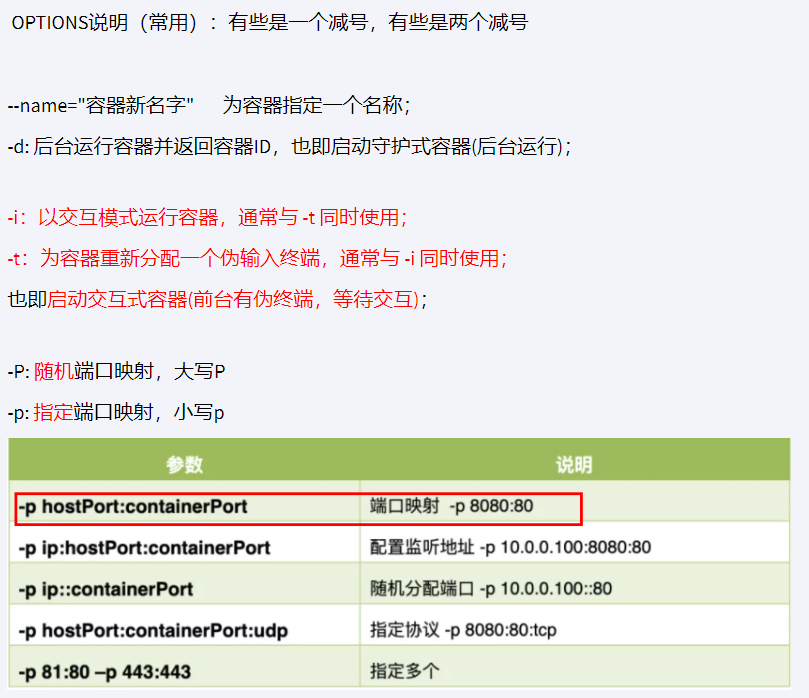 OPTIONS说明（常用）：有些是一个减号，有些是两个减号
--name="容器新名字" 为容器指定一个名称；
-d: 后台运行容器并返回容器ID，也即启动守护式容器(后台运行)；
-i：以交互模式运行容器，通常与 -t 同时使用；
-t：为容器重新分配一个伪输入终端，通常与 -i 同时使用；
也即启动交互式容器(前台有伪终端，等待交互)；
-P: 随机端口映射，大写P
-p: 指定端口映射，小写p
参数 说明
-p hostPort:containerPort 端口映射 -p 8080:80
-p ip:hostPort:containerPort 配置监听地址 -p 10.0.0.100:8080:80
-p ip::containerPort 随机分配端口 -p 10.0.0.100::80
-p hostPort:containerPort:udp 指定协议 -p 8080:80:tcp
-p 81:80 –p 443:443 指定多个